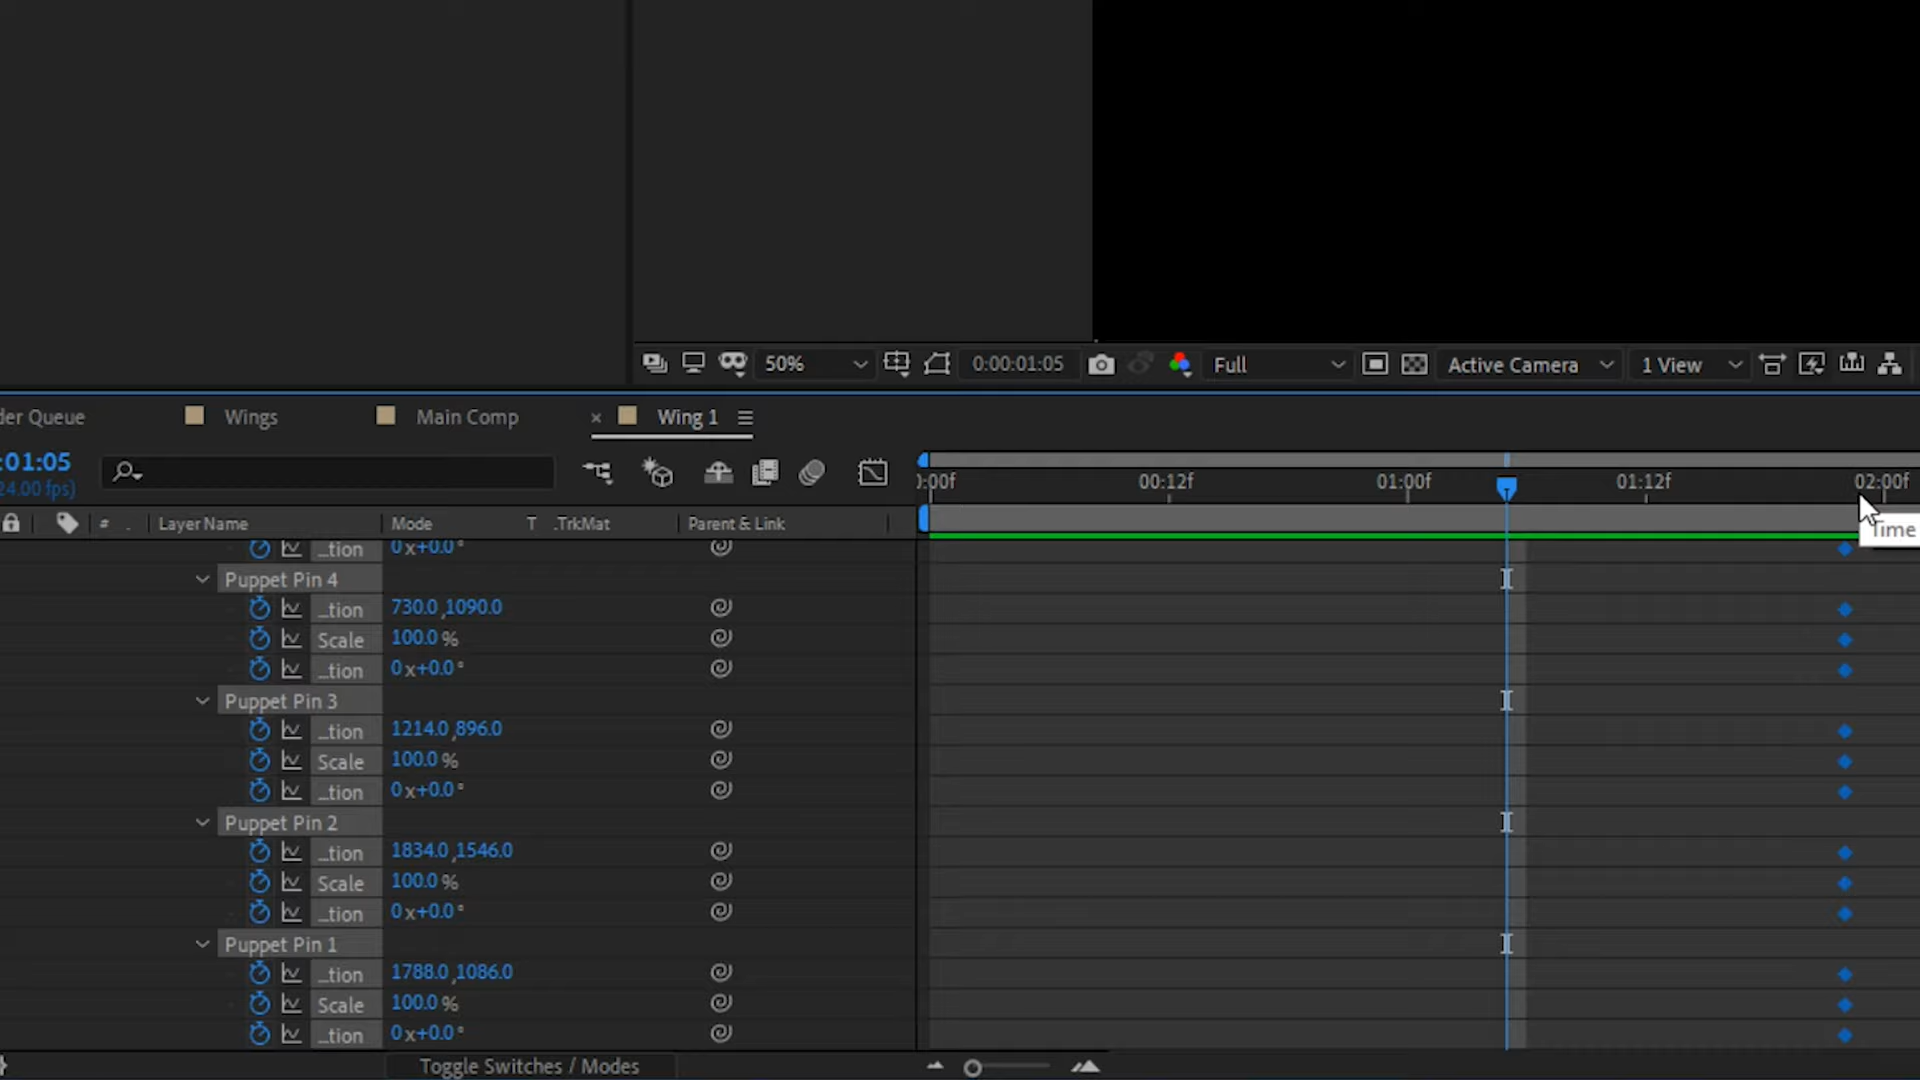 50%
0:00:01:05
Full
Active Camera
1 View
der Queue
Wings
Main Comp
Wing 1
:01:05
24.00 fps)
:00f
00:12f
01:00f
01:12f
02:00f
Time
#
.
Layer Name
Mode
T
.TrkMat
Parent & Link
...tion
0x+0.0°
Puppet Pin 4
...tion
730.0,1090.0
Scale
100.0%
...tion
0x+0.0°
Puppet Pin 3
...tion
1214.0,896.0
Scale
100.0%
...tion
0x+0.0°
Puppet Pin 2
...tion
1834.0,1546.0
Scale
100.0%
...tion
0x+0.0°
Puppet Pin 1
...tion
1788.0,1086.0
Scale
100.0%
...tion
0x+0.0°
Toggle Switches / Modes